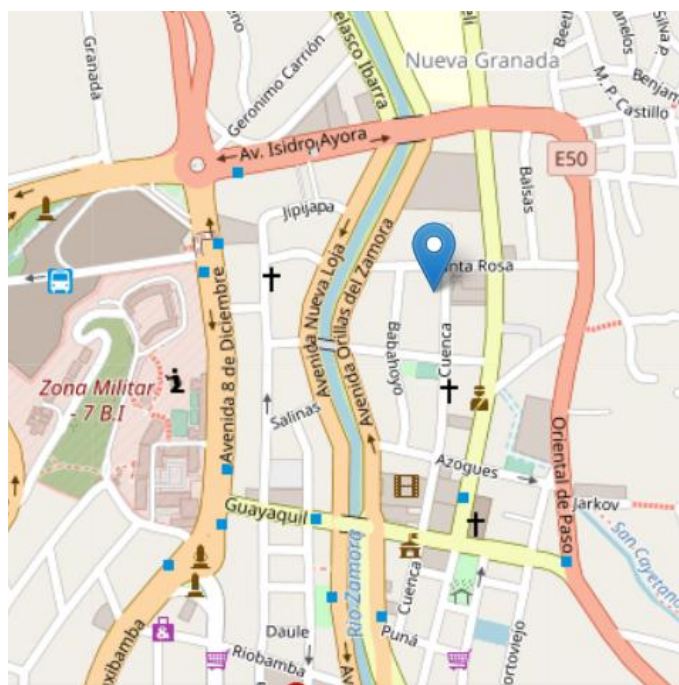 Granada
Geronimo Carrión
Velasco Ibarra
Nueva Granada
M. P. Castillo
Silva P.
Av. Isidro Ayora
E50
Balsas
Jipijapa
Santa Rosa
Avenida Nueva Loja
Avenida Orillas del Zamora
Avenida 8 de Diciembre
Babahoyo
Cuenca
Zona Militar
- 7 B.I
Salinas
Azogues
Oriental de Paso
Jarkov
San Cayetano
Guayaquil
Río Zamora
Cuenca
Daule
Riobamba
Puná